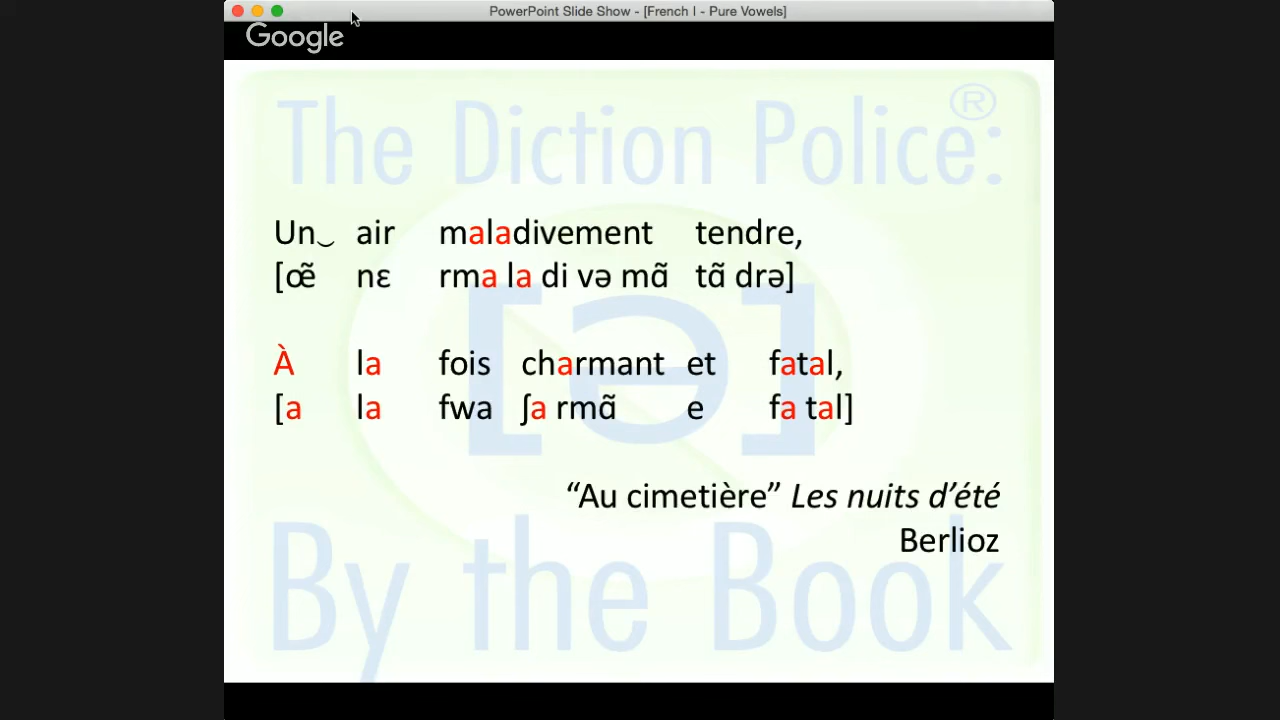 PowerPoint Slide Show - [French I - Pure Vowels]
Google
The Diction Police®:
Un‿ air maladivement tendre,
[œ̃ nɛ rma la di və mɑ̃ tɑ̃ drə]
[ə]
À la fois charmant et fatal,
[a la fwa ʃa rmɑ̃ e fa tal]
“Au cimetière” Les nuits d’été
Berlioz
By the Book